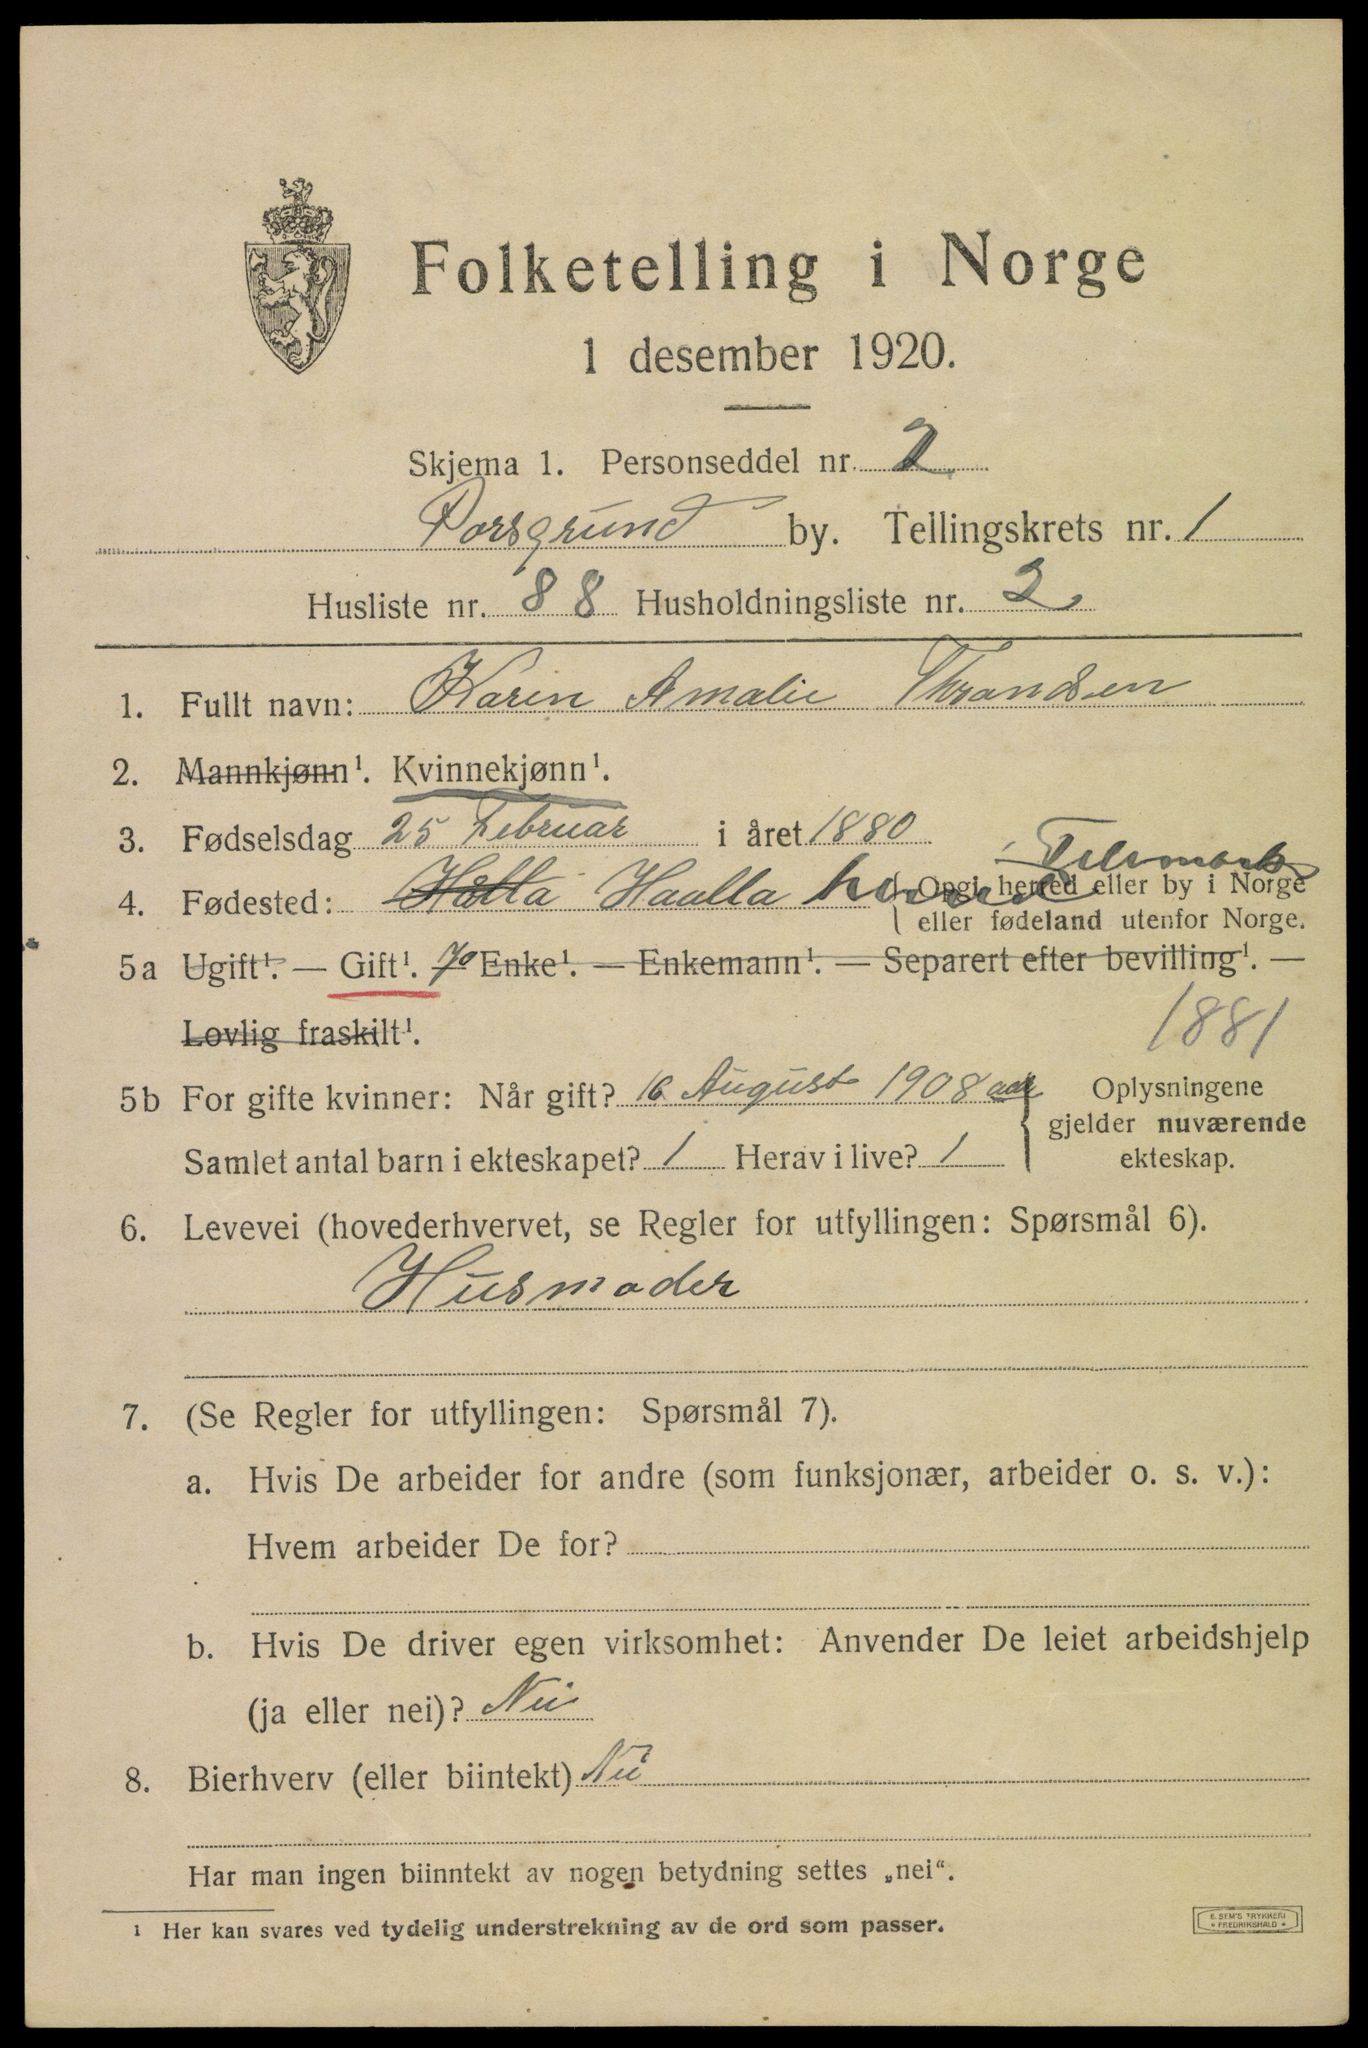 Folketelling i Norge
1 desember 1920.
Skjema 1. Personseddel nr. 2
Porsgrund by. Tellingskrets nr. 1
Husliste nr. 88 Husholdningsliste nr. 2
1. Fullt navn: Karen Amalie Thrandsen
2. Mannkjønn¹. Kvinnekjønn¹.
3. Fødselsdag 25 Februar i året 1880
Telemark
4. Fødested: Hålla Haalla herred { Opgi herred eller by i Norge
eller fødeland utenfor Norge.
5a Ugift¹. — Gift¹. — Enke¹. — Enkemann¹. — Separert efter bevilling¹. —
Lovlig fraskilt¹.
1881
5b For gifte kvinner: Når gift? 16 August 1908 { Oplysningene
gjelder nuværende
Samlet antal barn i ekteskapet? 1 Herav i live? 1 ekteskap.
6. Levevei (hovederhvervet, se Regler for utfyllingen: Spørsmål 6).
Husmoder
7. (Se Regler for utfyllingen: Spørsmål 7).
a. Hvis De arbeider for andre (som funksjonær, arbeider o. s. v.):
Hvem arbeider De for?
b. Hvis De driver egen virksomhet: Anvender De leiet arbeidshjelp
(ja eller nei)? Nei
8. Bierhverv (eller biintekt) Nei
Har man ingen biinntekt av nogen betydning settes „nei“.
¹ Her kan svares ved tydelig understrekning av de ord som passer.
E. SEM'S TRYKKERI
* FREDRIKSHALD *